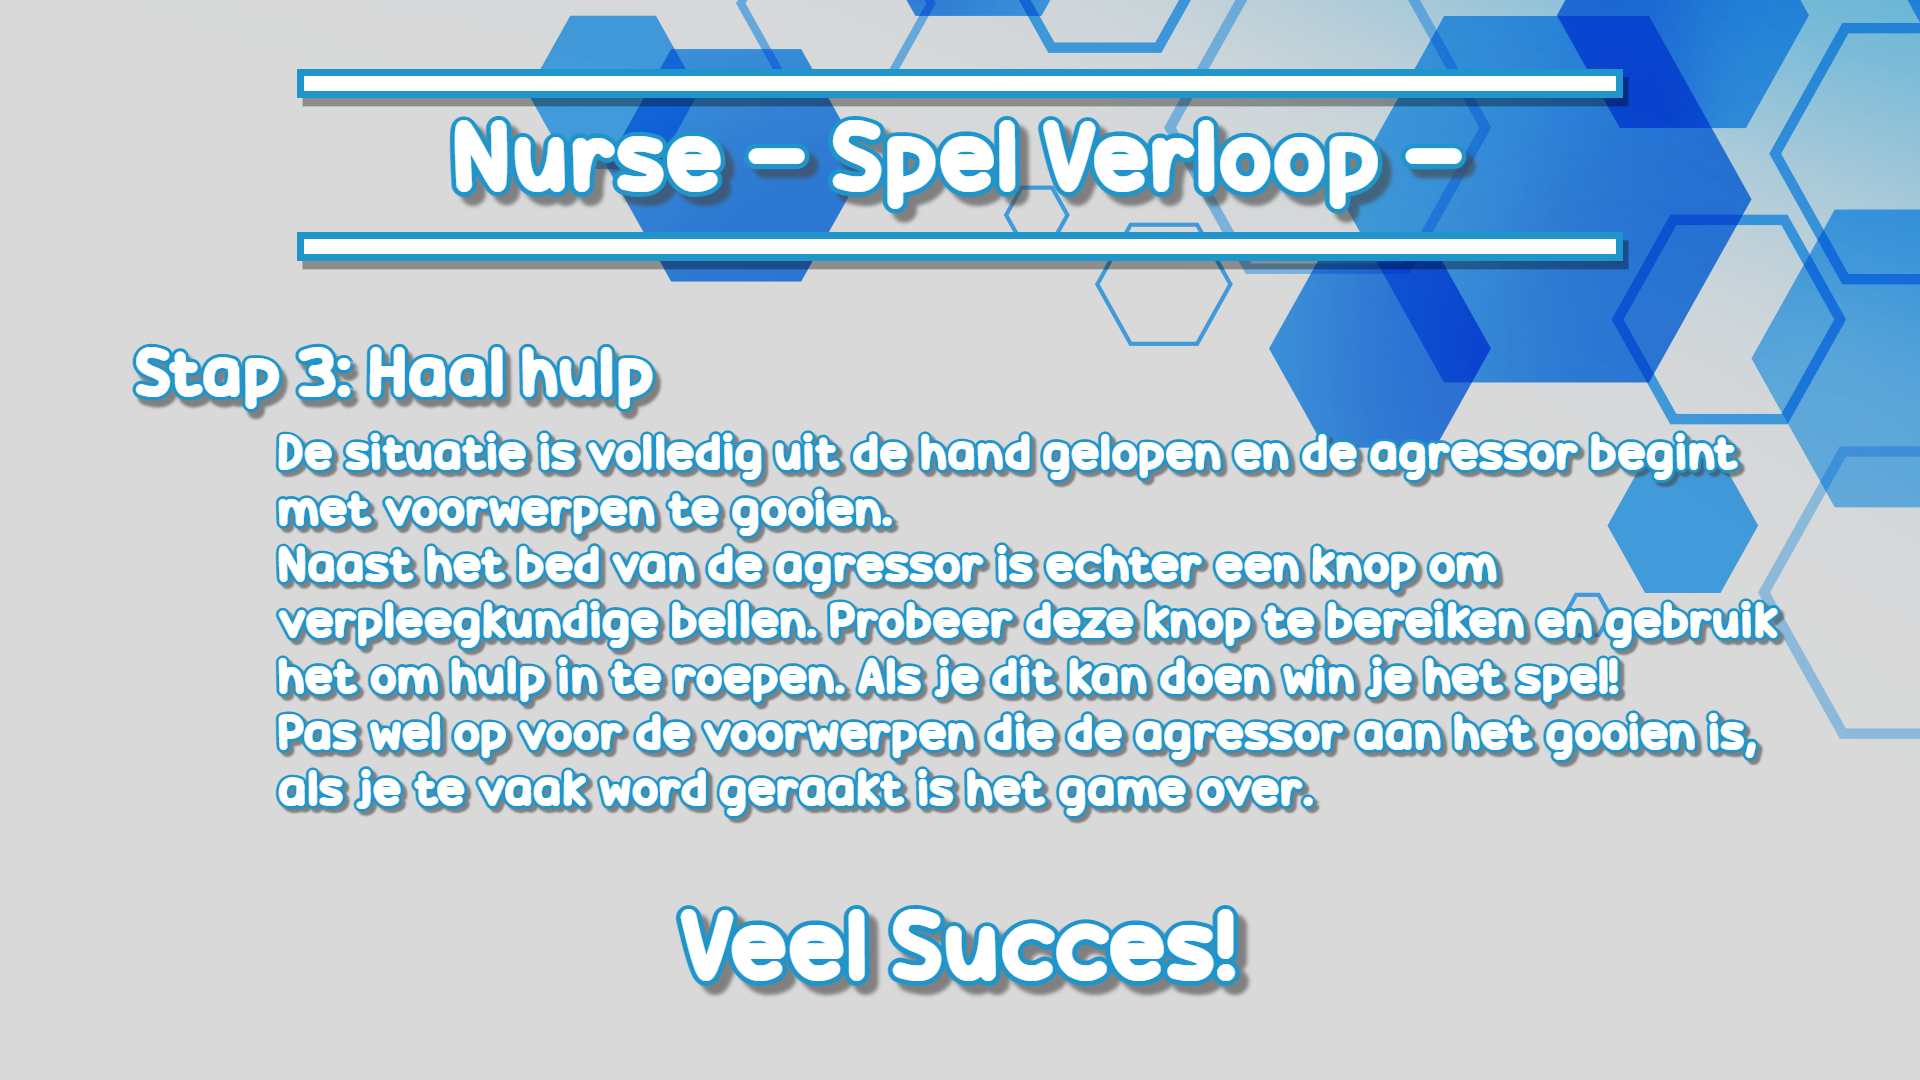 Nurse – Spel Verloop –
Stap 3: Haal hulp
De situatie is volledig uit de hand gelopen en de agressor begint
met voorwerpen te gooien.
Naast het bed van de agressor is echter een knop om
verpleegkundige bellen. Probeer deze knop te bereiken en gebruik
het om hulp in te roepen. Als je dit kan doen win je het spel!
Pas wel op voor de voorwerpen die de agressor aan het gooien is,
als je te vaak word geraakt is het game over.
Veel Succes!